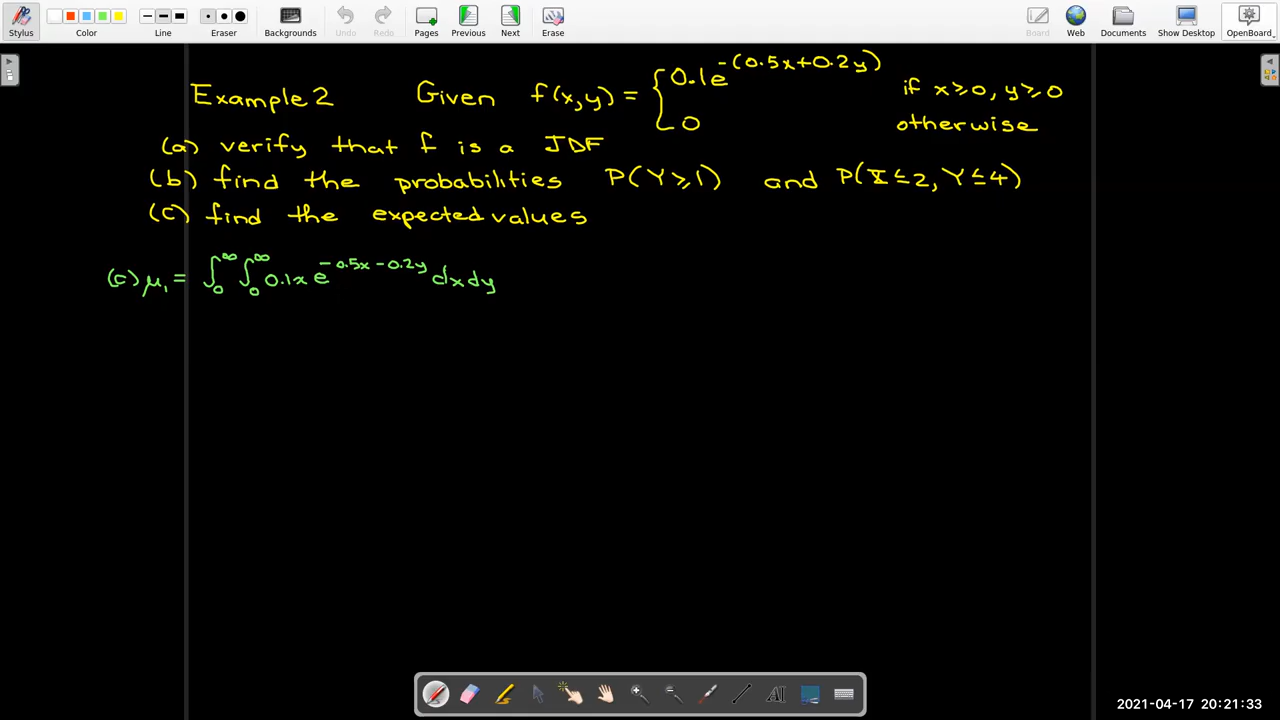 Stylus Color Line Eraser Backgrounds Undo Redo Pages Previous Next Erase Board Web Documents Show Desktop OpenBoard
Example 2 Given f(x,y) = { 0.1e^{-(0.5x+0.2y)} if x≥0, y≥0
0 otherwise
(a) verify that f is a JDF
(b) find the probabilities P(Y≥1) and P(X≤2, Y≤4)
(c) find the expected values
(c) μ₁ = ∫₀^∞ ∫₀^∞ 0.1x e^{-0.5x-0.2y} dxdy
AI
2021-04-17 20:21:33